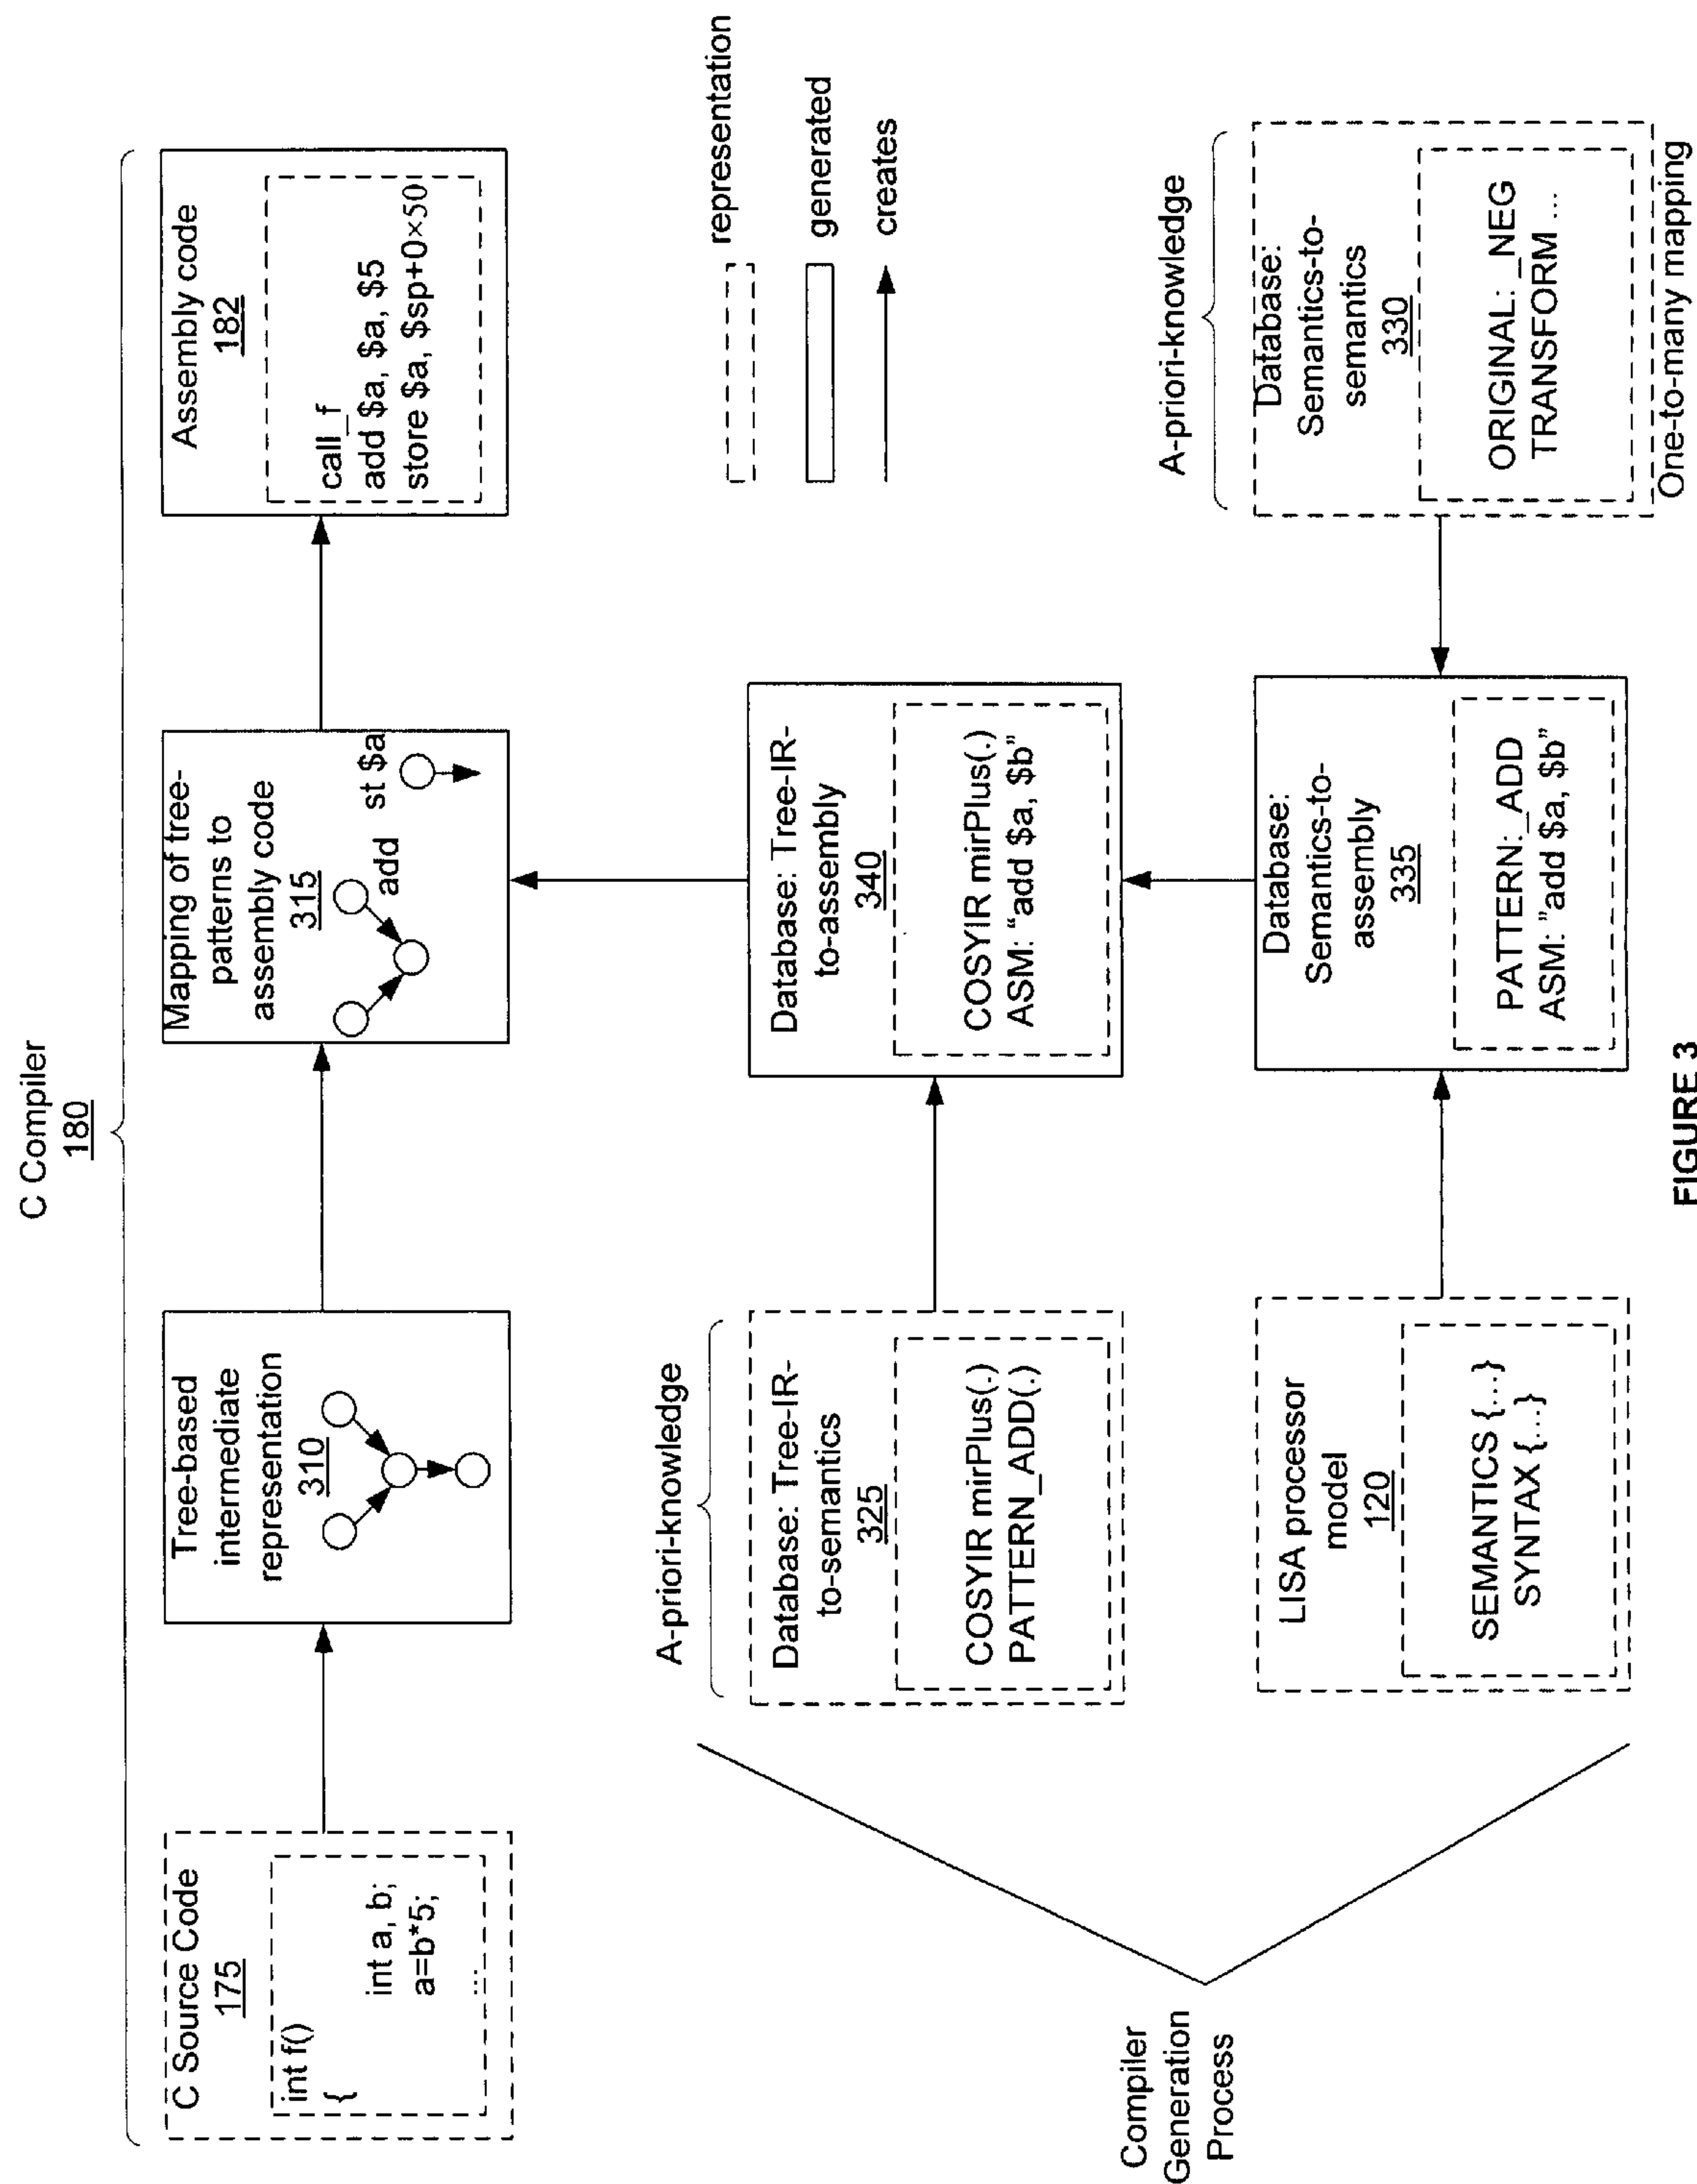 C Compiler
180
C Source Code
175
int f()
{
int a, b;
a=b*5;
...
Tree-based
intermediate
representation
310
Mapping of tree-
patterns to
assembly code
315
add
st $a
Assembly code
182
call_f
add $a, $a, $5
store $a, $sp+0×50
A-priori-knowledge
Database: Tree-IR-
to-semantics
325
COSYIR mirPlus(.)
PATTERN_ADD(.)
Database: Tree-IR-
to-assembly
340
COSYIR mirPlus(.)
ASM: “add $a, $b”
representation
generated
creates
Compiler
Generation
Process
LISA processor
model
120
SEMANTICS {...}
SYNTAX {...}
Database:
Semantics-to-
assembly
335
PATTERN:_ADD
ASM: ”add $a, $b”
A-priori-knowledge
Database:
Semantics-to-
semantics
330
ORIGINAL:_NEG
TRANSFORM ...
One-to-many mapping
FIGURE 3